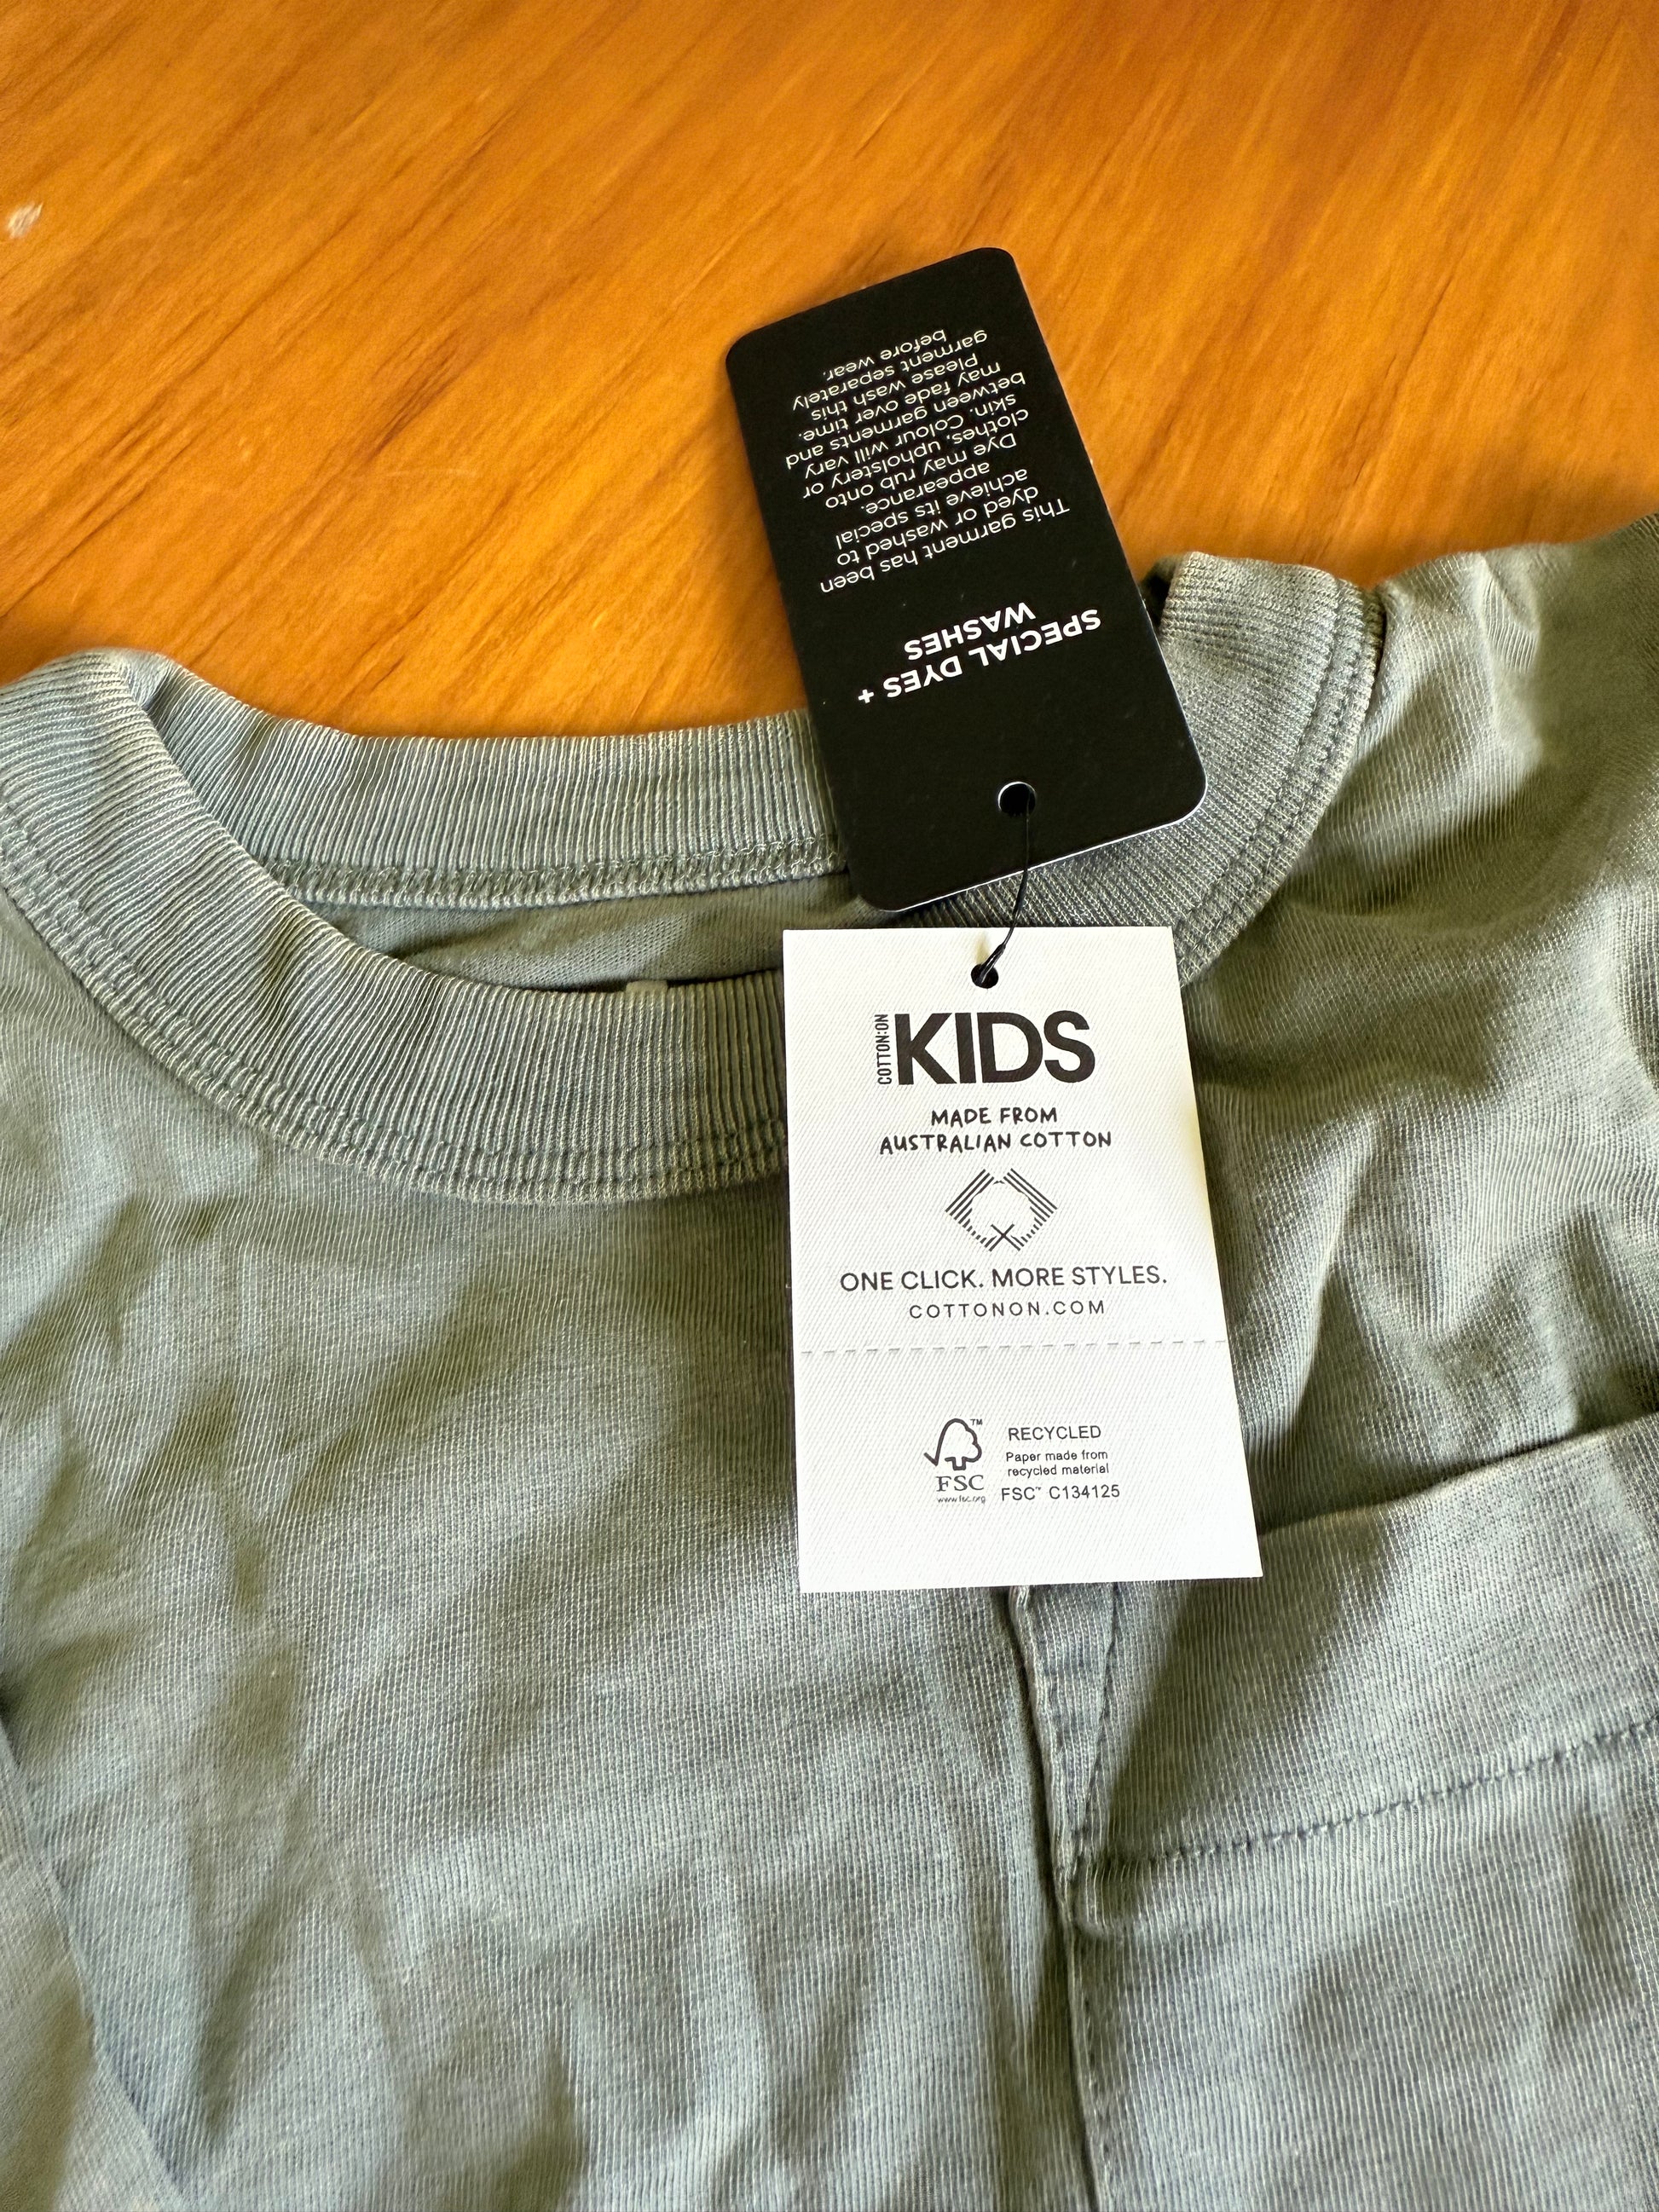 SPECIAL DYES +
WASHES
This garment has been
dyed or washed to
achieve its special
appearance.
Dye may rub onto
clothes, upholstery or
skin. Colour will vary
between garments and
may fade over time.
Please wash this
garment separately
before wear.
COTTON:ON
KIDS
MADE FROM
AUSTRALIAN COTTON
ONE CLICK. MORE STYLES.
COTTONON.COM
FSC™
www.fsc.org
RECYCLED
Paper made from
recycled material
FSC™ C134125